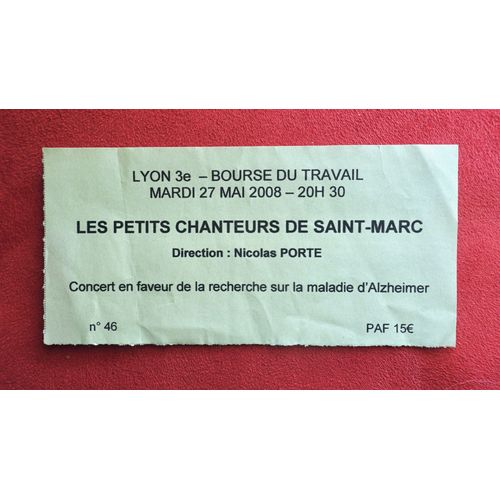 LYON 3e – BOURSE DU TRAVAIL
MARDI 27 MAI 2008 – 20H 30
LES PETITS CHANTEURS DE SAINT-MARC
Direction : Nicolas PORTE
Concert en faveur de la recherche sur la maladie d'Alzheimer
n° 46 PAF 15€